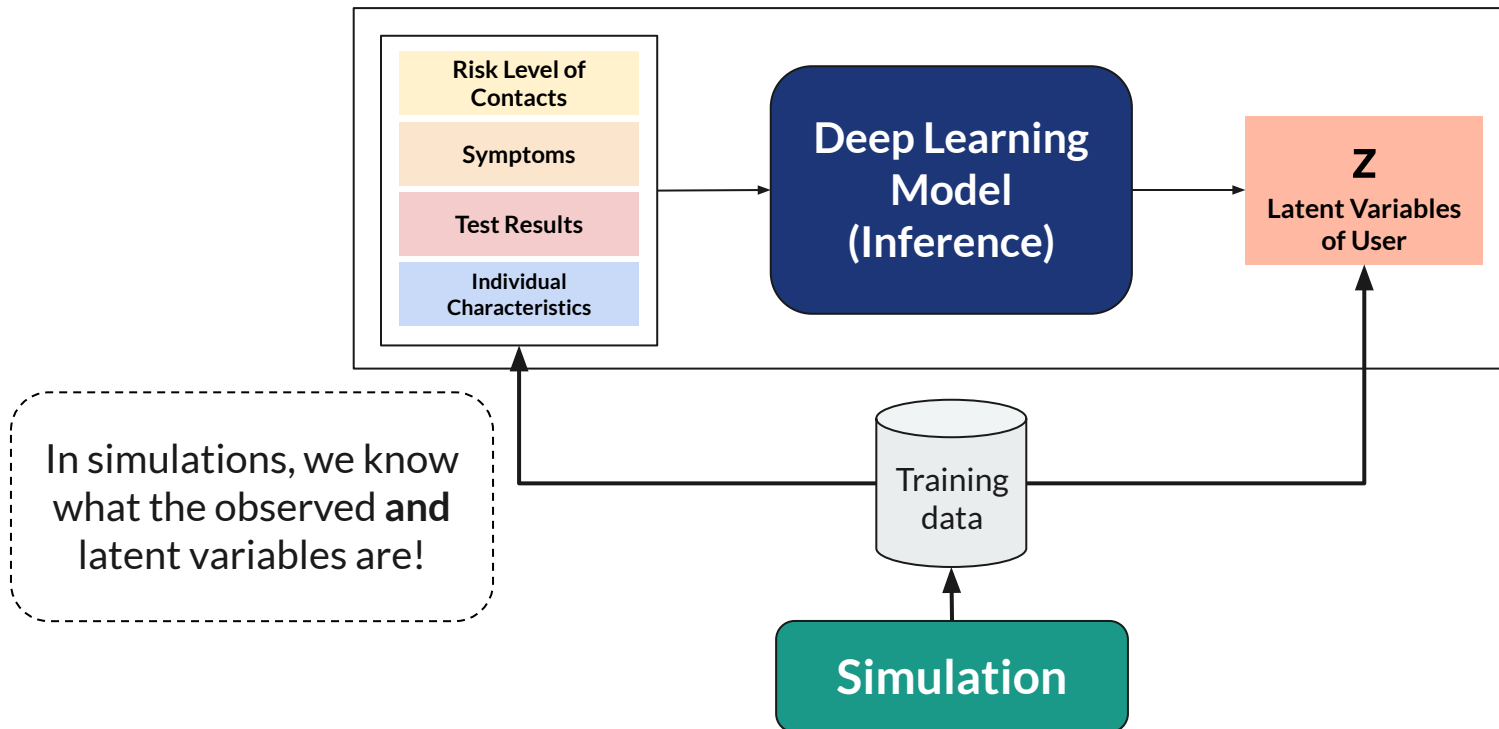 Risk Level of
Contacts
Symptoms
Test Results
Individual
Characteristics
Deep Learning
Model
(Inference)
z
Latent Variables
of User
In simulations, we know
what the observed and
latent variables are!
Training
data
Simulation